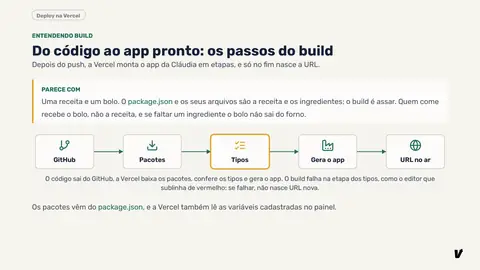 Deploy na Vercel
ENTENDENDO BUILD
Do código ao app pronto: os passos do build
Depois do push, a Vercel monta o app da Cláudia em etapas, e só no fim nasce a URL.
PARECE COM
Uma receita e um bolo. O package.json e os seus arquivos são a receita e os ingredientes; o build é assar. Quem come
recebe o bolo, não a receita, e se faltar um ingrediente o bolo não sai do forno.
GitHub
Pacotes
Tipos
Gera o app
URL no ar
O código sai do GitHub, a Vercel baixa os pacotes, confere os tipos e gera o app. O build falha na etapa dos tipos, como o editor que
sublinha de vermelho: se falhar, não nasce URL nova.
Os pacotes vêm do package.json, e a Vercel também lê as variáveis cadastradas no painel.